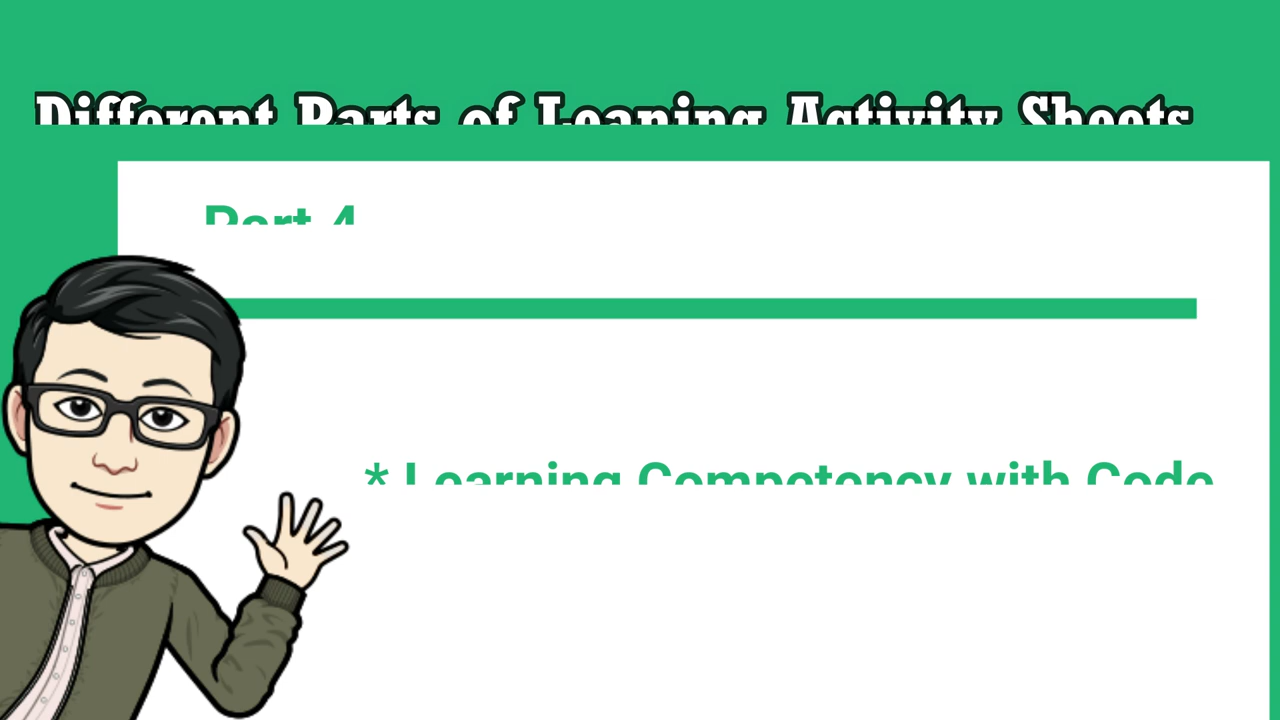 Different Parts of Leaning Activity Sheets
Part 4
* Learning Competency with Code